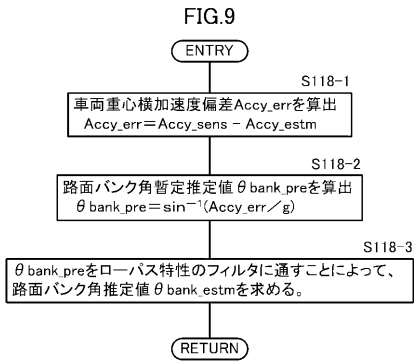 FIG.9
ENTRY
S118-1
車両重心横加速度偏差Accy_errを算出
Accy_err=Accy_sens - Accy_estm
S118-2
路面バンク角暫定推定値θbank_preを算出
θbank_pre=sin⁻¹(Accy_err/g)
S118-3
θbank_preをローパス特性のフィルタに通すことによって、
路面バンク角推定値θbank_estmを求める。
RETURN